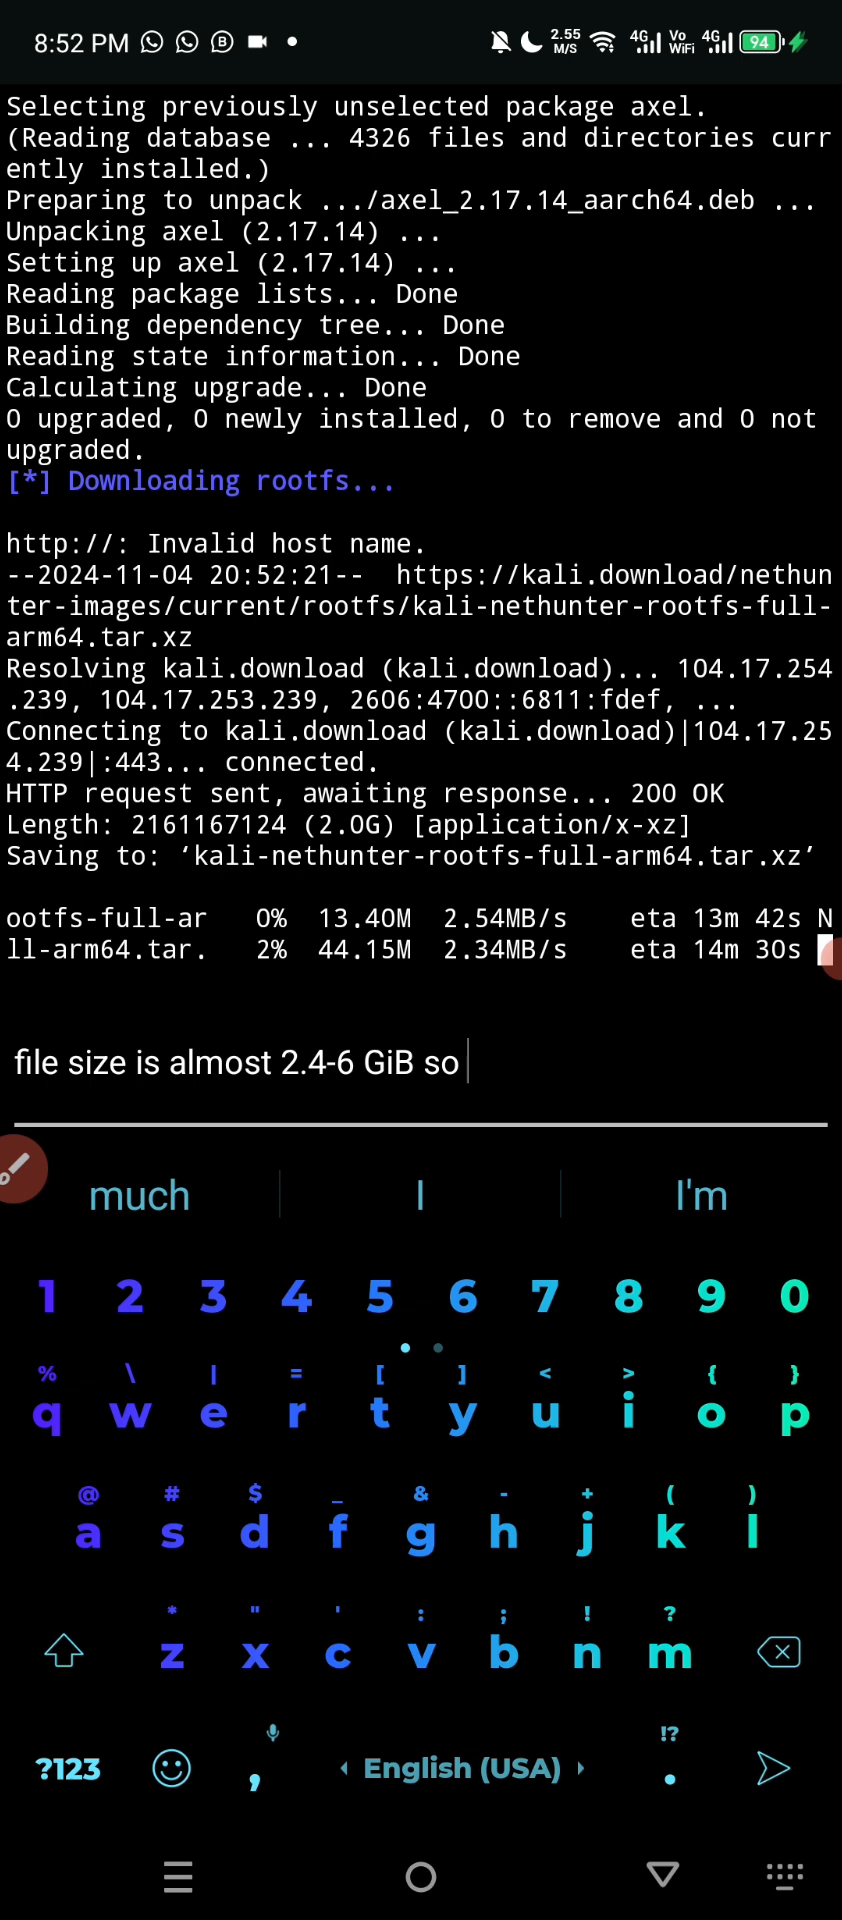 8:52 PM B 2.55 M/S 4G Vo WiFi 4G 94
Selecting previously unselected package axel.
(Reading database ... 4326 files and directories curr
ently installed.)
Preparing to unpack .../axel_2.17.14_aarch64.deb ...
Unpacking axel (2.17.14) ...
Setting up axel (2.17.14) ...
Reading package lists... Done
Building dependency tree... Done
Reading state information... Done
Calculating upgrade... Done
0 upgraded, 0 newly installed, 0 to remove and 0 not
upgraded.
[*] Downloading rootfs...
http://: Invalid host name.
--2024-11-04 20:52:21--  https://kali.download/nethun
ter-images/current/rootfs/kali-nethunter-rootfs-full-
arm64.tar.xz
Resolving kali.download (kali.download)... 104.17.254
.239, 104.17.253.239, 2606:4700::6811:fdef, ...
Connecting to kali.download (kali.download)|104.17.25
4.239|:443... connected.
HTTP request sent, awaiting response... 200 OK
Length: 2161167124 (2.0G) [application/x-xz]
Saving to: ‘kali-nethunter-rootfs-full-arm64.tar.xz’
ootfs-full-ar   0%  13.40M  2.54MB/s    eta 13m 42s N
ll-arm64.tar.   2%  44.15M  2.34MB/s    eta 14m 30s
file size is almost 2.4-6 GiB so
much I I'm
1 2 3 4 5 6 7 8 9 0
% \ | = [ ] < > { }
q w e r t y u i o p
@ # $ _ & - + ( )
a s d f g h j k l
* " ' : ; ! ?
z x c v b n m
!?
?123 , English (USA) .